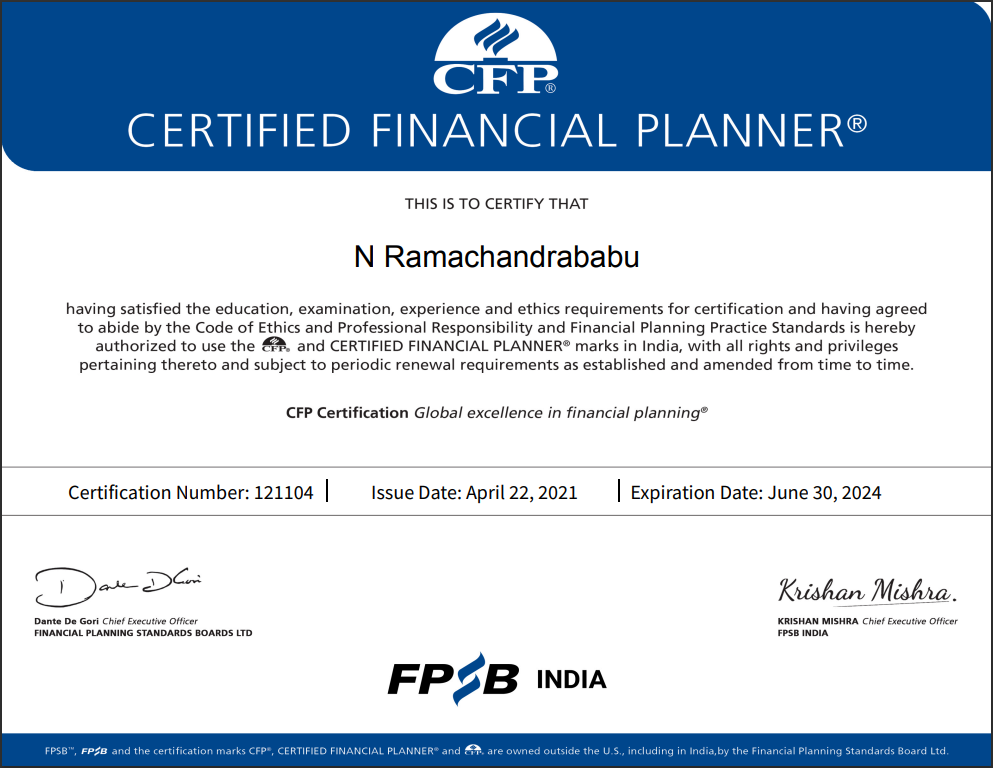 CFP®
CERTIFIED FINANCIAL PLANNER®
THIS IS TO CERTIFY THAT
N Ramachandrababu
having satisfied the education, examination, experience and ethics requirements for certification and having agreed
to abide by the Code of Ethics and Professional Responsibility and Financial Planning Practice Standards is hereby
authorized to use the CFP® and CERTIFIED FINANCIAL PLANNER® marks in India, with all rights and privileges
pertaining thereto and subject to periodic renewal requirements as established and amended from time to time.
CFP Certification Global excellence in financial planning®
Certification Number: 121104 | Issue Date: April 22, 2021 | Expiration Date: June 30, 2024
Dante D Gori
Krishan Mishra.
Dante De Gori Chief Executive Officer
FINANCIAL PLANNING STANDARDS BOARDS LTD
KRISHAN MISHRA Chief Executive Officer
FPSB INDIA
FPSB INDIA
FPSB™, FPSB and the certification marks CFP®, CERTIFIED FINANCIAL PLANNER® and CFP® are owned outside the U.S., including in India,by the Financial Planning Standards Board Ltd.